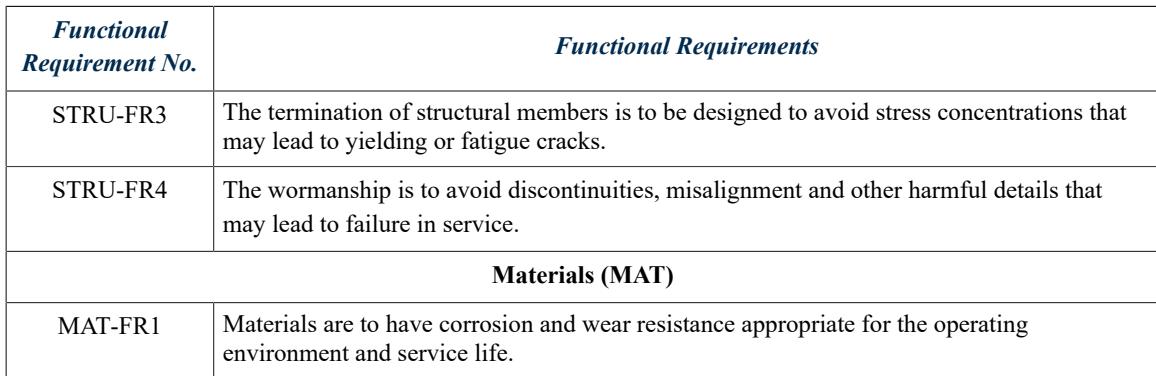 Functional
Requirement No.
Functional Requirements
STRU-FR3
The termination of structural members is to be designed to avoid stress concentrations that
may lead to yielding or fatigue cracks.
STRU-FR4
The wormanship is to avoid discontinuities, misalignment and other harmful details that
may lead to failure in service.
Materials (MAT)
MAT-FR1
Materials are to have corrosion and wear resistance appropriate for the operating
environment and service life.